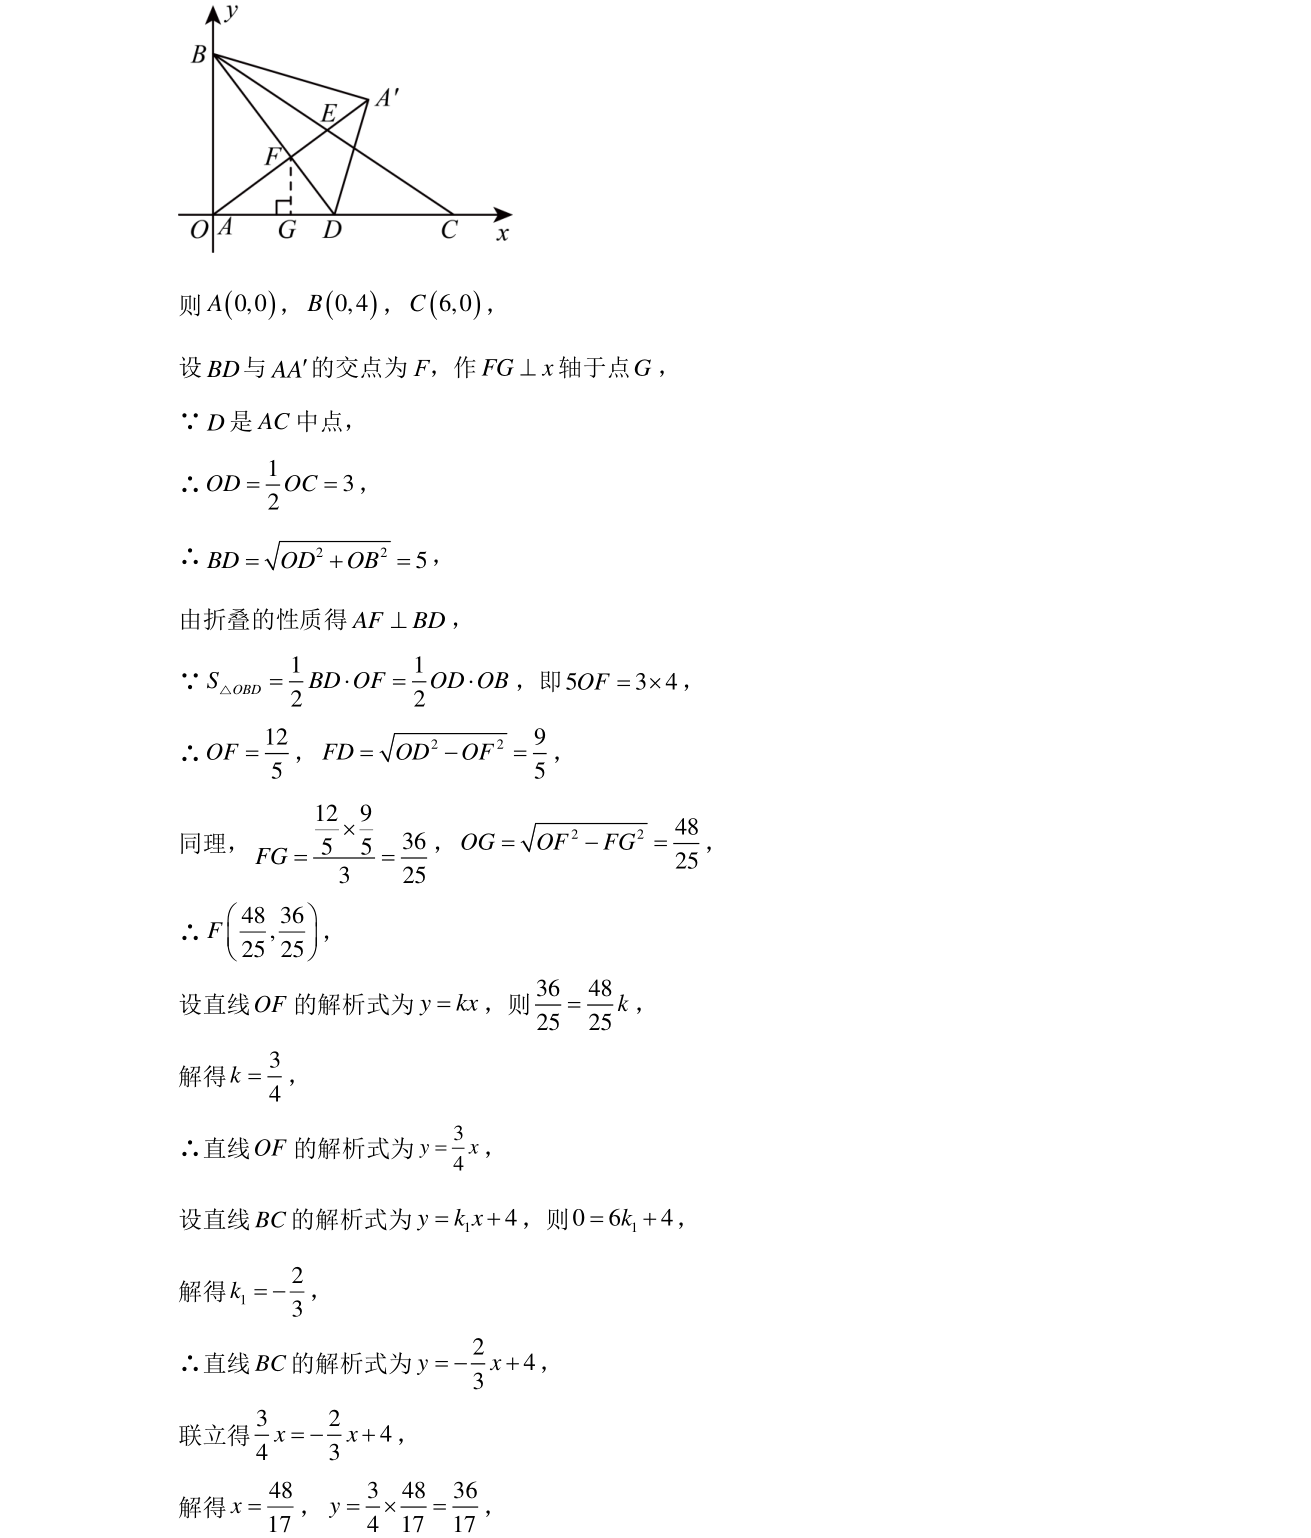 y
B
A′
E
F
O A G D C x
则 A(0,0)，B(0,4)，C(6,0)，
设 BD 与 AA′ 的交点为 F，作 FG⊥x 轴于点 G，
∵ D 是 AC 中点，
∴ OD = 1/2 OC = 3，
∴ BD = √(OD² + OB²) = 5，
由折叠的性质得 AF⊥BD，
∵ S△OBD = 1/2 BD·OF = 1/2 OD·OB，即 5OF = 3×4，
∴ OF = 12/5，FD = √(OD² − OF²) = 9/5，
同理，FG = (12/5 × 9/5)/3 = 36/25，OG = √(OF² − FG²) = 48/25，
∴ F(48/25, 36/25)，
设直线 OF 的解析式为 y = kx，则 36/25 = 48/25 k，
解得 k = 3/4，
∴直线 OF 的解析式为 y = 3/4 x，
设直线 BC 的解析式为 y = k₁x + 4，则 0 = 6k₁ + 4，
解得 k₁ = −2/3，
∴直线 BC 的解析式为 y = −2/3 x + 4，
联立得 3/4 x = −2/3 x + 4，
解得 x = 48/17，y = 3/4 × 48/17 = 36/17，